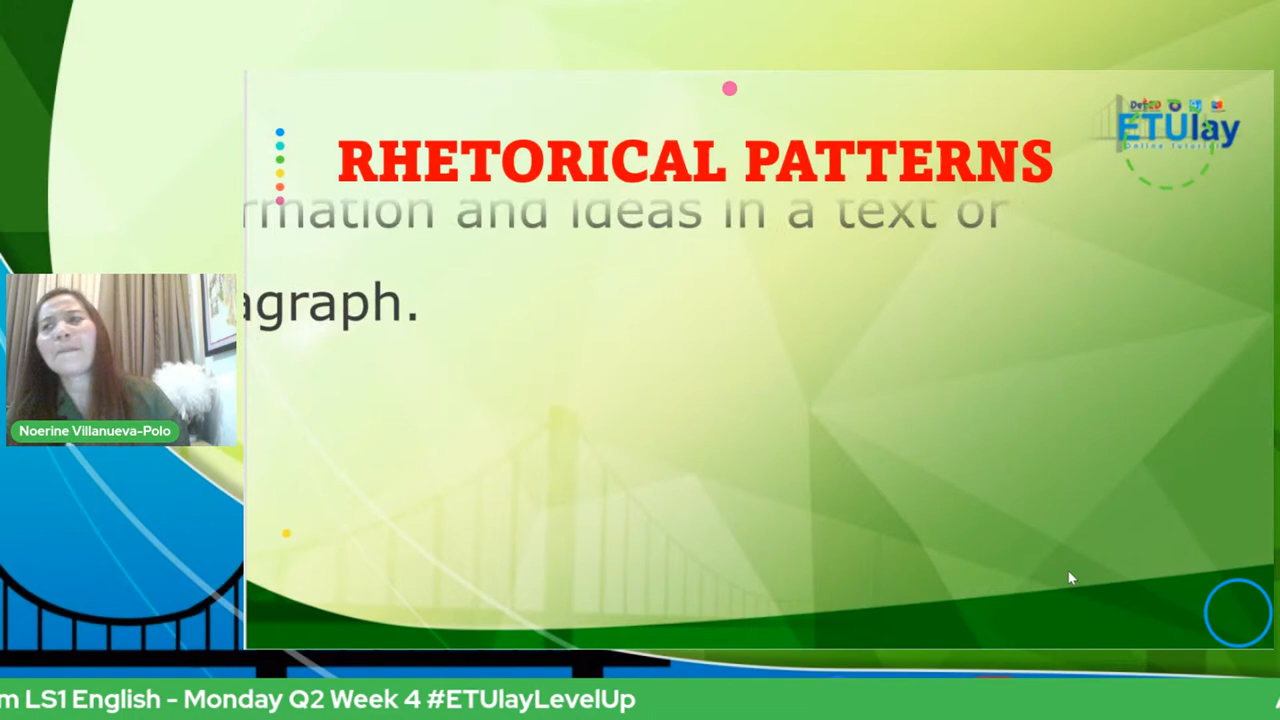 RHETORICAL PATTERNS
rmation and ideas in a text or
agraph.
DepED
ETUlay
Online Tutorial
Noerine Villanueva-Polo
m LS1 English - Monday Q2 Week 4 #ETUlayLevelUp